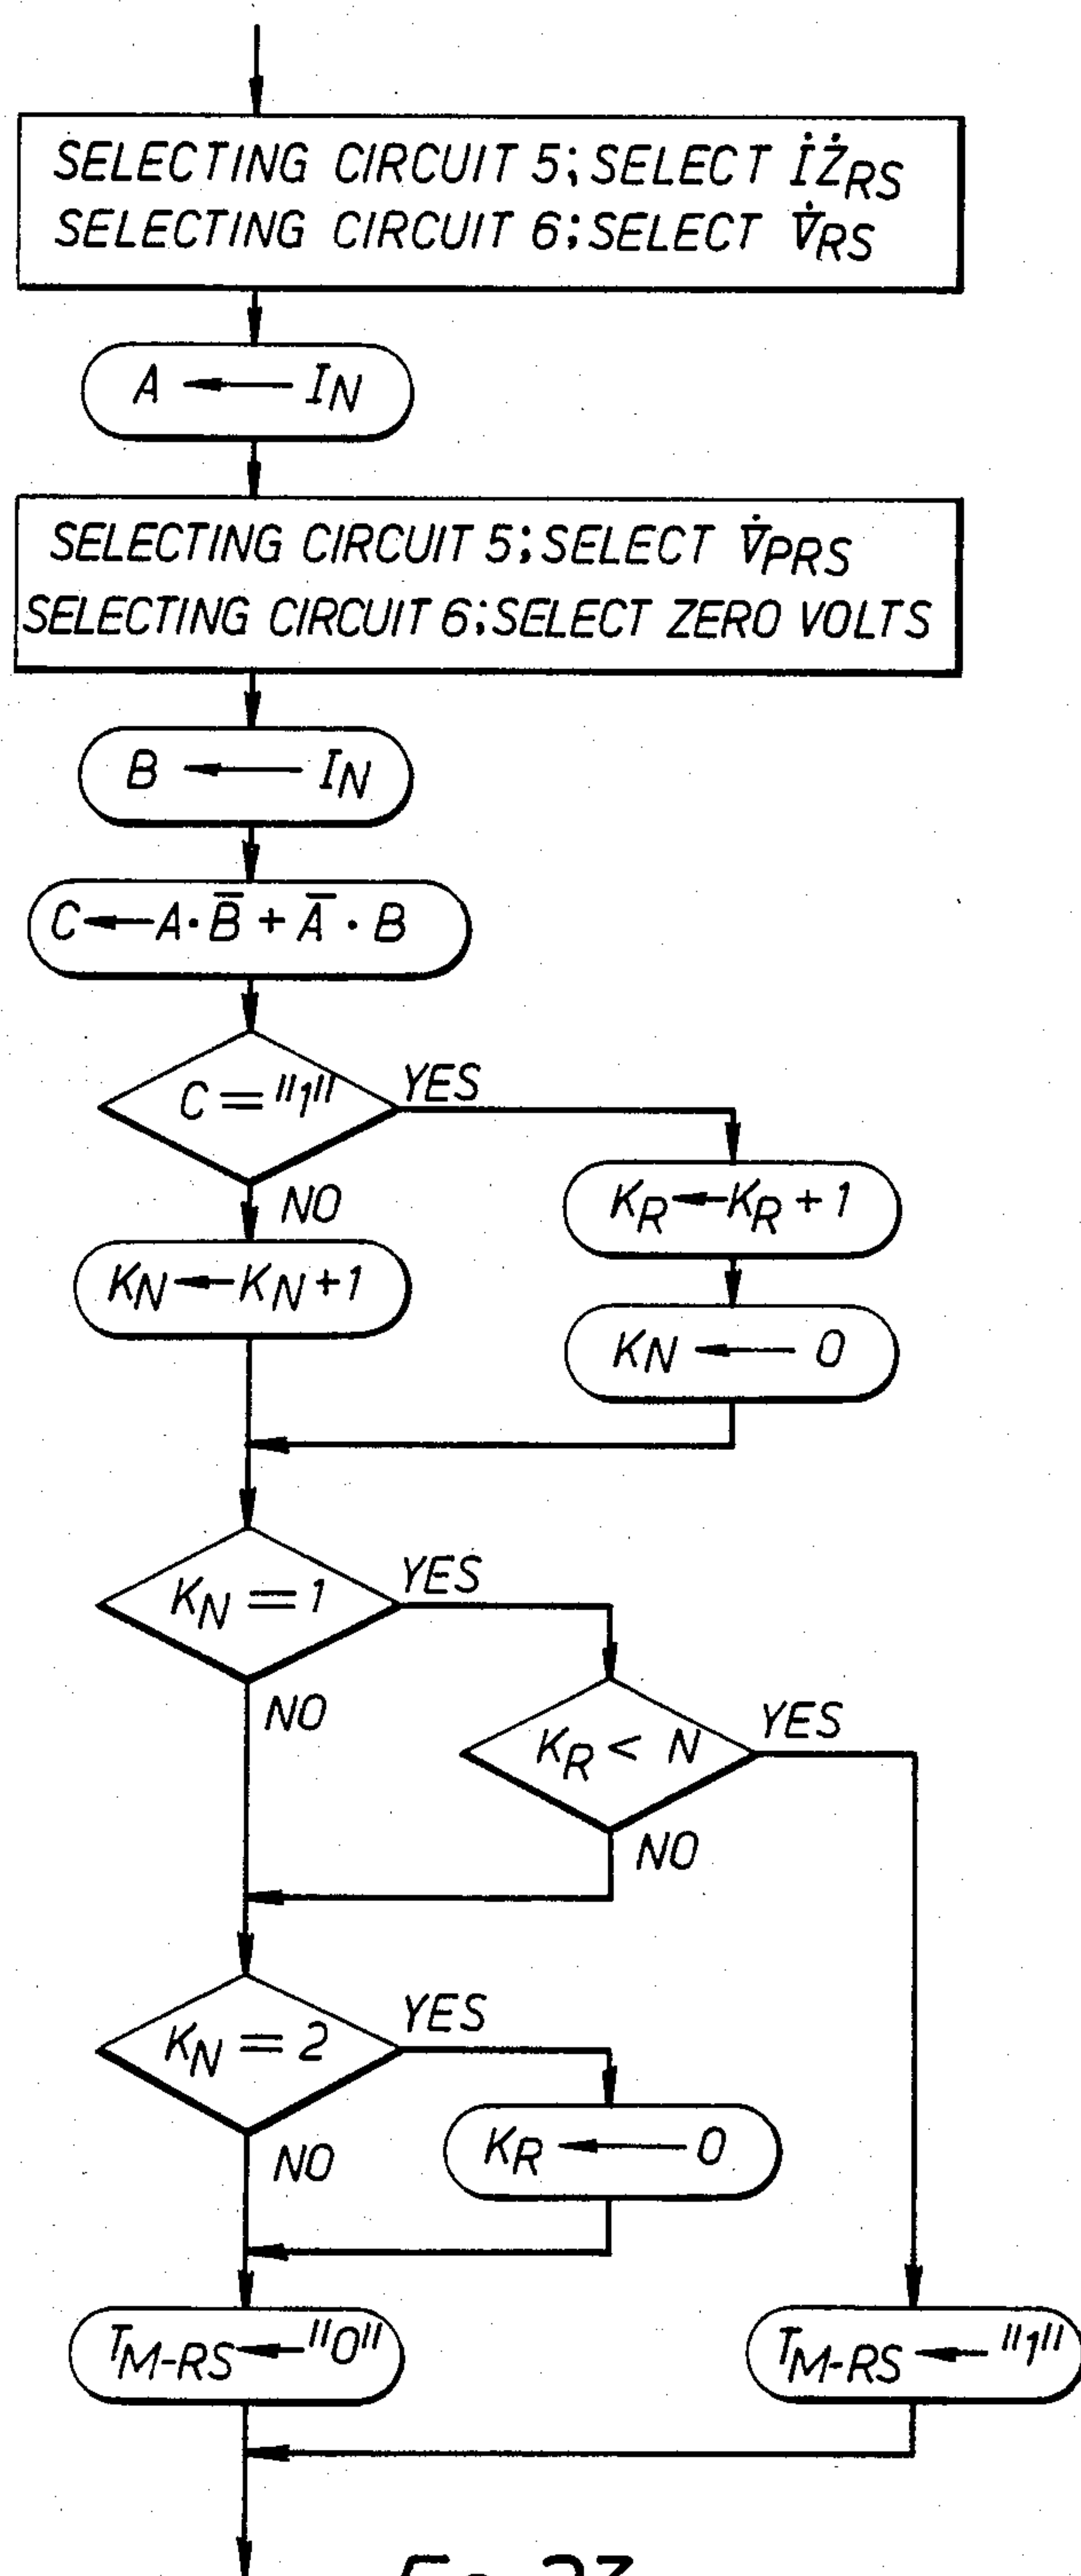 SELECTING CIRCUIT 5; SELECT İŻRS
SELECTING CIRCUIT 6; SELECT V̇RS
A ← IN
SELECTING CIRCUIT 5; SELECT V̇PRS
SELECTING CIRCUIT 6; SELECT ZERO VOLTS
B ← IN
C ← A · B̅ + A̅ · B
C = "1"
YES
NO
KR ← KR + 1
KN ← KN + 1
KN ← 0
KN = 1
YES
NO
KR < N
YES
NO
KN = 2
YES
NO
KR ← 0
TM-RS ← "0"
TM-RS ← "1"